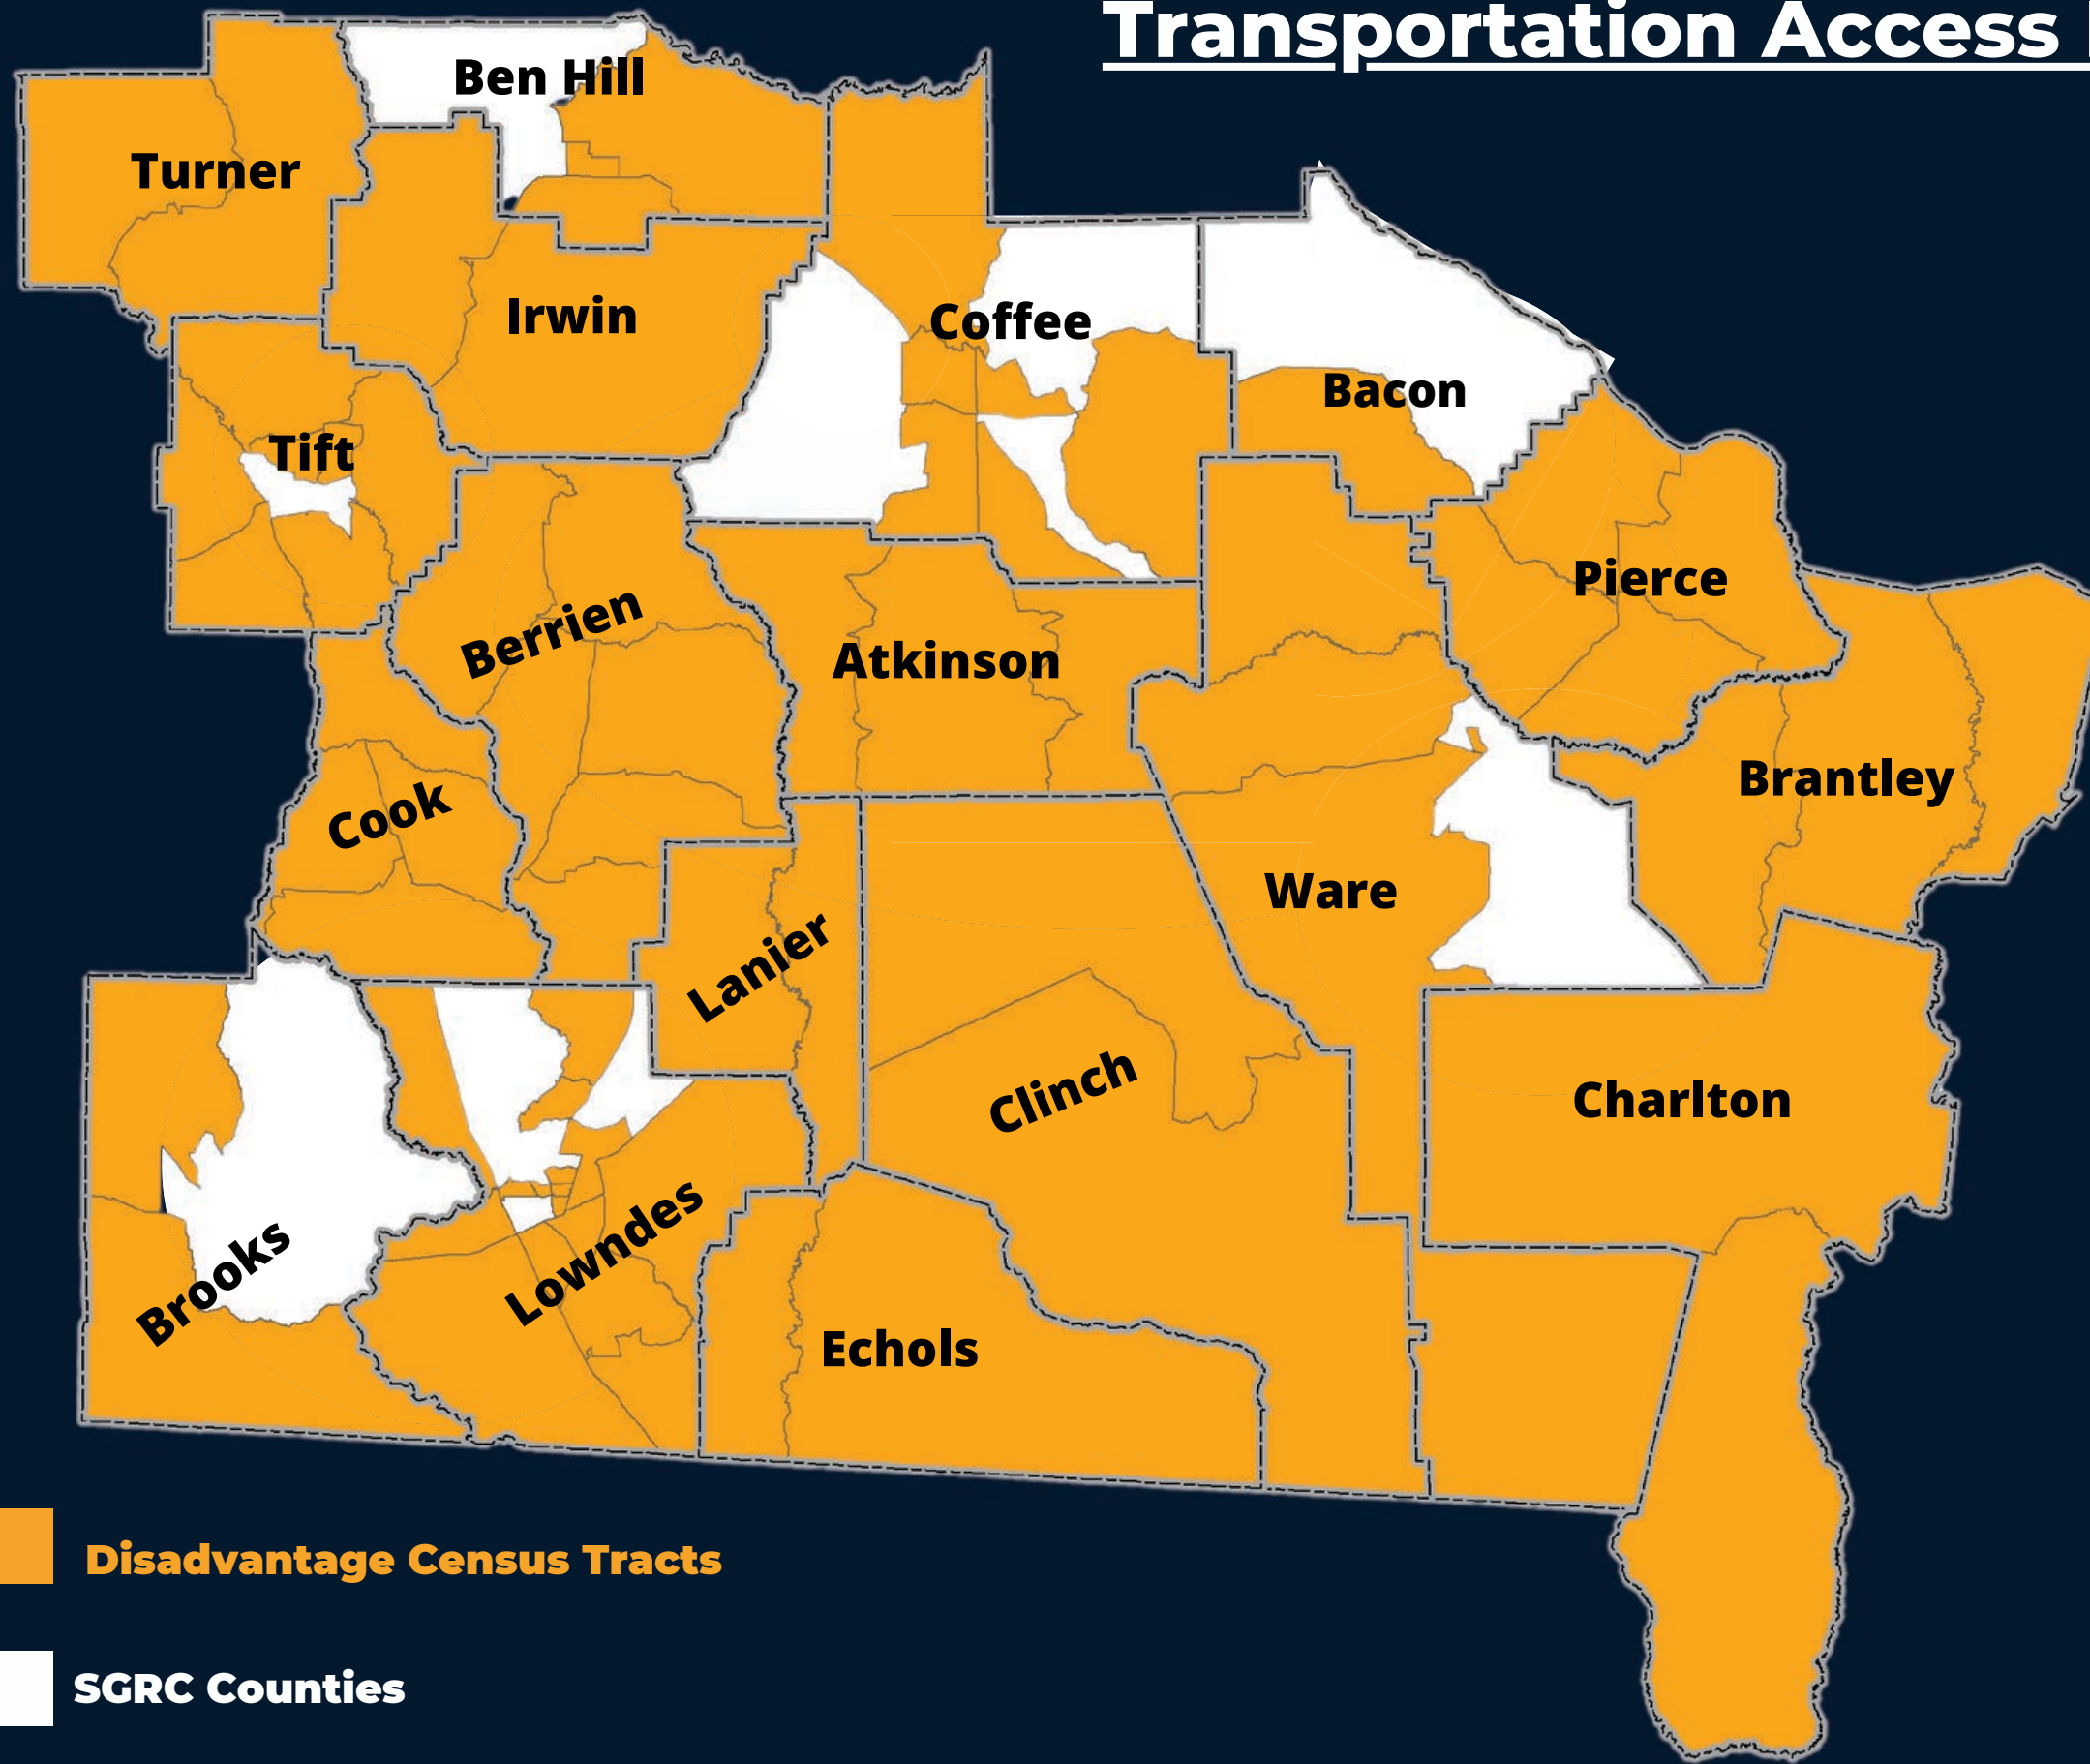 Transportation Access
Ben Hill
Turner
Irwin
Coffee
Bacon
Tift
Pierce
Berrien
Atkinson
Brantley
Cook
Ware
Lanier
Clinch
Charlton
Lowndes
Brooks
Echols
Disadvantage Census Tracts
SGRC Counties